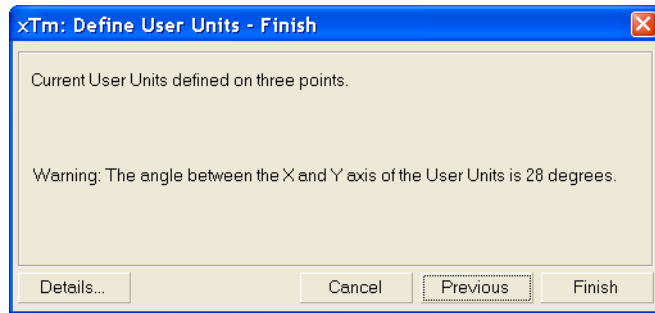 xTm: Define User Units - Finish
Current User Units defined on three points.
Warning: The angle between the X and Y axis of the User Units is 28 degrees.
Details... Cancel Previous Finish